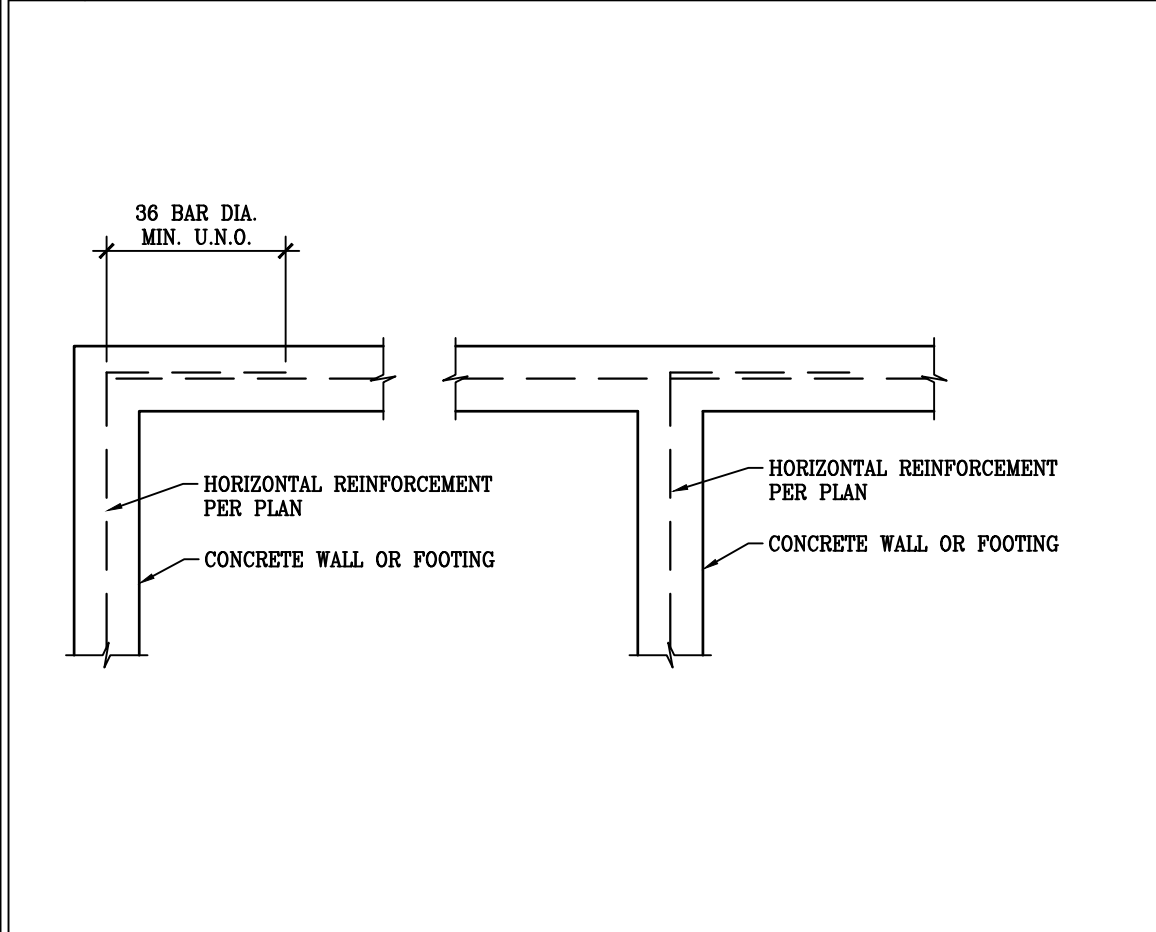 36 BAR DIA.
MIN. U.N.O.
HORIZONTAL REINFORCEMENT
PER PLAN
CONCRETE WALL OR FOOTING
HORIZONTAL REINFORCEMENT
PER PLAN
CONCRETE WALL OR FOOTING